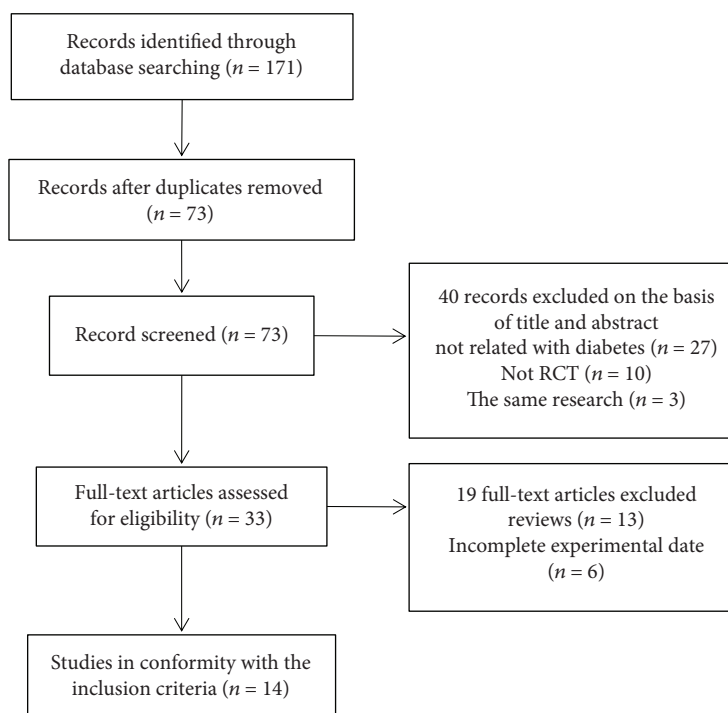 Records identified through
database searching (n = 171)
Records after duplicates removed
(n = 73)
Record screened (n = 73)
40 records excluded on the basis
of title and abstract
not related with diabetes (n = 27)
Not RCT (n = 10)
The same research (n = 3)
Full-text articles assessed
for eligibility (n = 33)
19 full-text articles excluded
reviews (n = 13)
Incomplete experimental date
(n = 6)
Studies in conformity with the
inclusion criteria (n = 14)